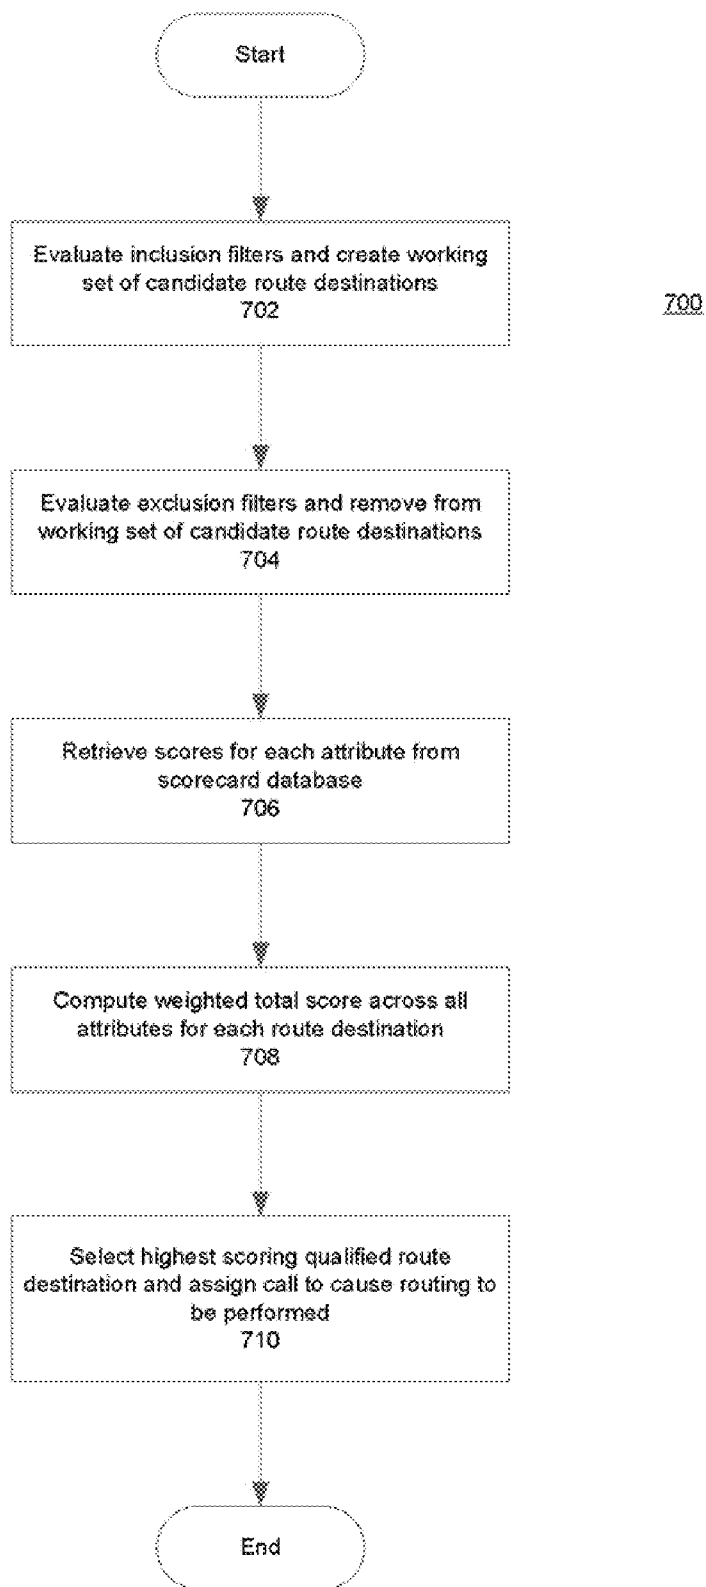 Start
Evaluate inclusion filters and create working
set of candidate route destinations
702
700
Evaluate exclusion filters and remove from
working set of candidate route destinations
704
Retrieve scores for each attribute from
scorecard database
706
Compute weighted total score across all
attributes for each route destination
708
Select highest scoring qualified route
destination and assign call to cause routing to
be performed
710
End